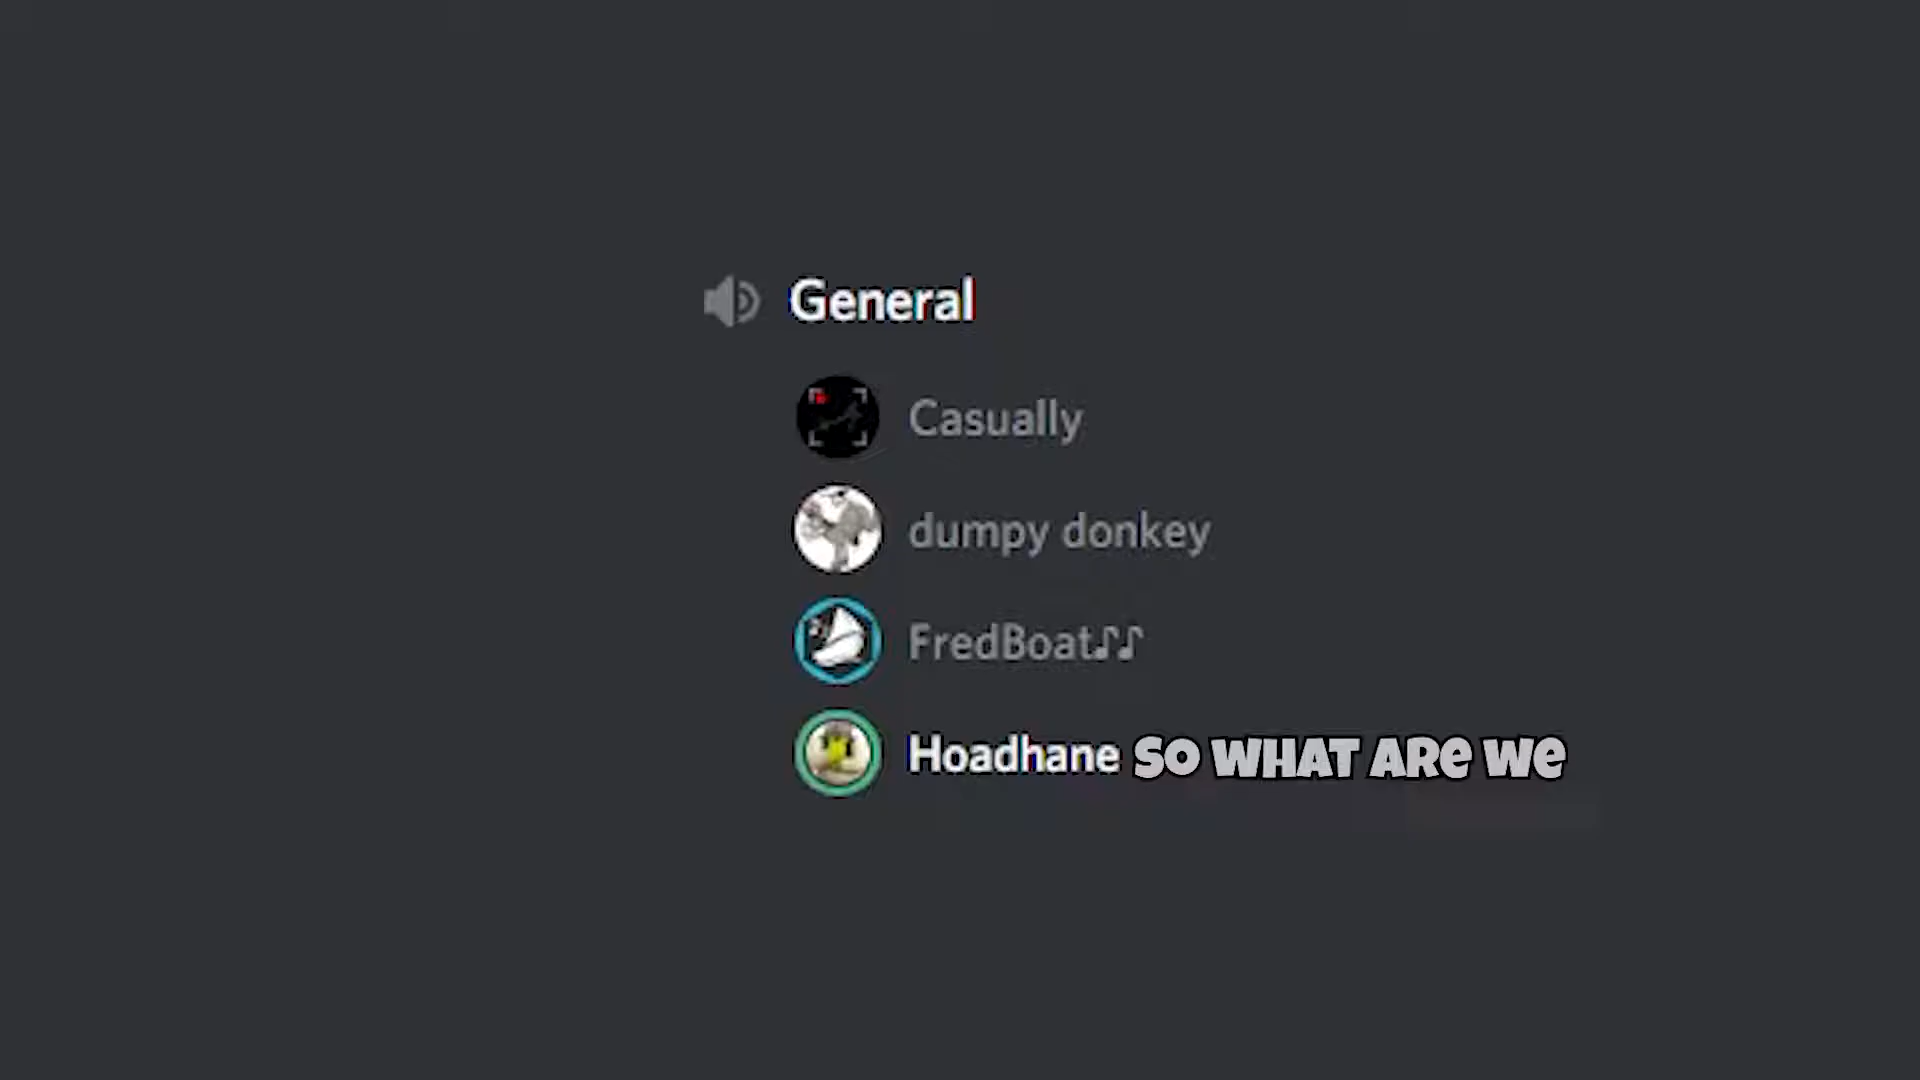 General
Casually
dumpy donkey
FredBoat♪♪
Hoadhane SO WHAT ARE WE